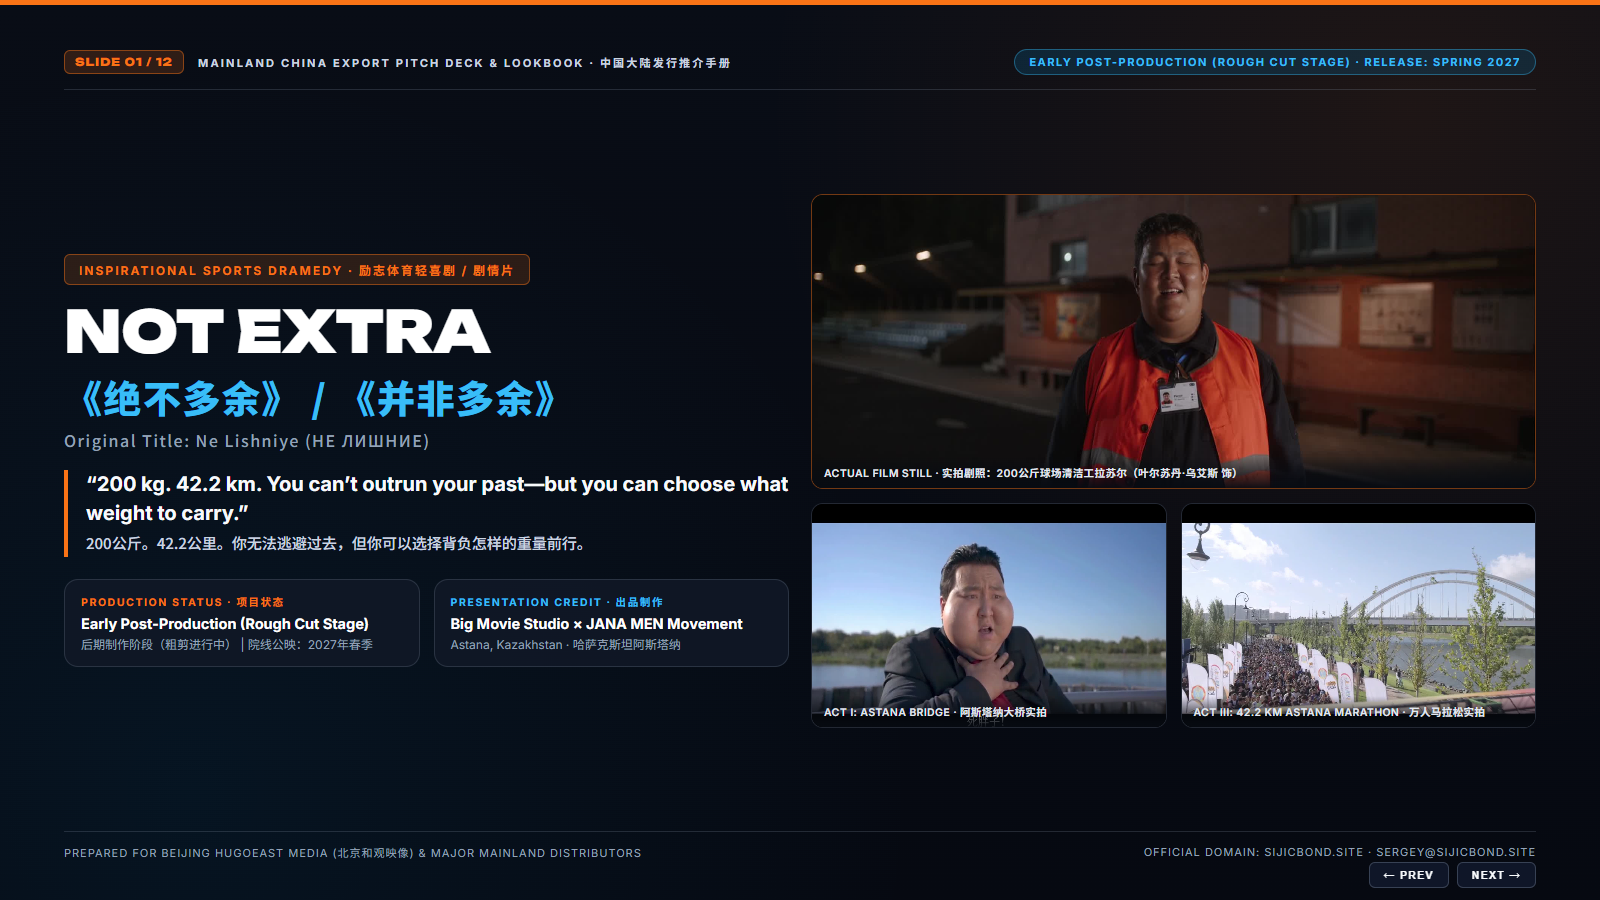 SLIDE 01 / 12
MAINLAND CHINA EXPORT PITCH DECK & LOOKBOOK · 中国大陆发行推介手册
EARLY POST-PRODUCTION (ROUGH CUT STAGE) · RELEASE: SPRING 2027
INSPIRATIONAL SPORTS DRAMEDY · 励志体育轻喜剧 / 剧情片
NOT EXTRA
《绝不多余》 / 《并非多余》
Original Title: Ne Lishniye (НЕ ЛИШНИЕ)
“200 kg. 42.2 km. You can’t outrun your past—but you can choose what
weight to carry.”
200公斤。42.2公里。你无法逃避过去，但你可以选择背负怎样的重量前行。
PRODUCTION STATUS · 项目状态
Early Post-Production (Rough Cut Stage)
后期制作阶段（粗剪进行中） | 院线公映：2027年春季
PRESENTATION CREDIT · 出品制作
Big Movie Studio × JANA MEN Movement
Astana, Kazakhstan · 哈萨克斯坦阿斯塔纳
ACTUAL FILM STILL · 实拍剧照：200公斤球场清洁工拉苏尔（叶尔苏丹·乌艾斯 饰）
ACT I: ASTANA BRIDGE · 阿斯塔纳大桥实拍
ACT III: 42.2 KM ASTANA MARATHON · 万人马拉松实拍
PREPARED FOR BEIJING HUGOEAST MEDIA (北京和观映像) & MAJOR MAINLAND DISTRIBUTORS
OFFICIAL DOMAIN: SIJICBOND.SITE · SERGEY@SIJICBOND.SITE
← PREV
NEXT →